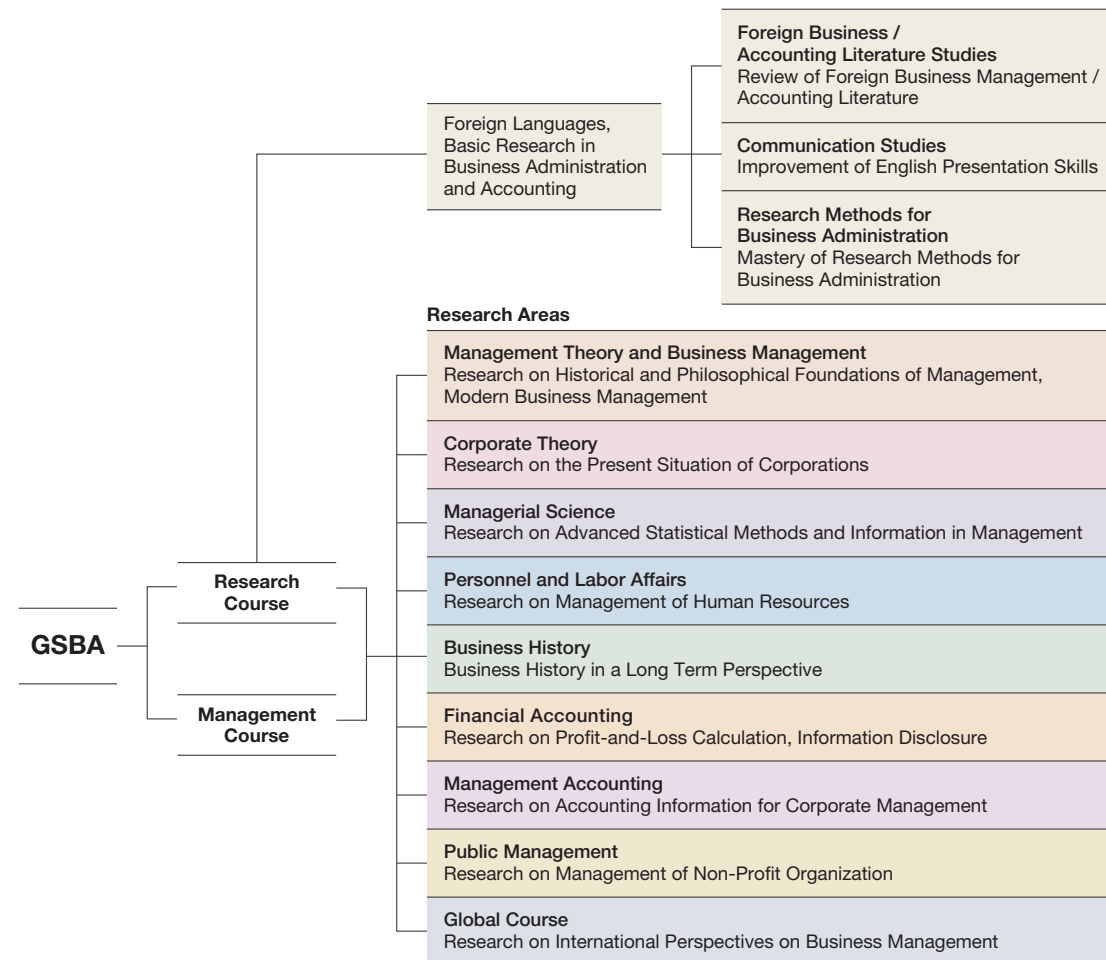 Foreign Business /
Accounting Literature Studies
Review of Foreign Business Management /
Accounting Literature
Foreign Languages,
Basic Research in
Business Administration
and Accounting
Communication Studies
Improvement of English Presentation Skills
Research Methods for
Business Administration
Mastery of Research Methods for
Business Administration
Research Areas
Management Theory and Business Management
Research on Historical and Philosophical Foundations of Management,
Modern Business Management
Corporate Theory
Research on the Present Situation of Corporations
Managerial Science
Research on Advanced Statistical Methods and Information in Management
Personnel and Labor Affairs
Research on Management of Human Resources
Research
Course
GSBA
Management
Course
Business History
Business History in a Long Term Perspective
Financial Accounting
Research on Profit-and-Loss Calculation, Information Disclosure
Management Accounting
Research on Accounting Information for Corporate Management
Public Management
Research on Management of Non-Profit Organization
Global Course
Research on International Perspectives on Business Management